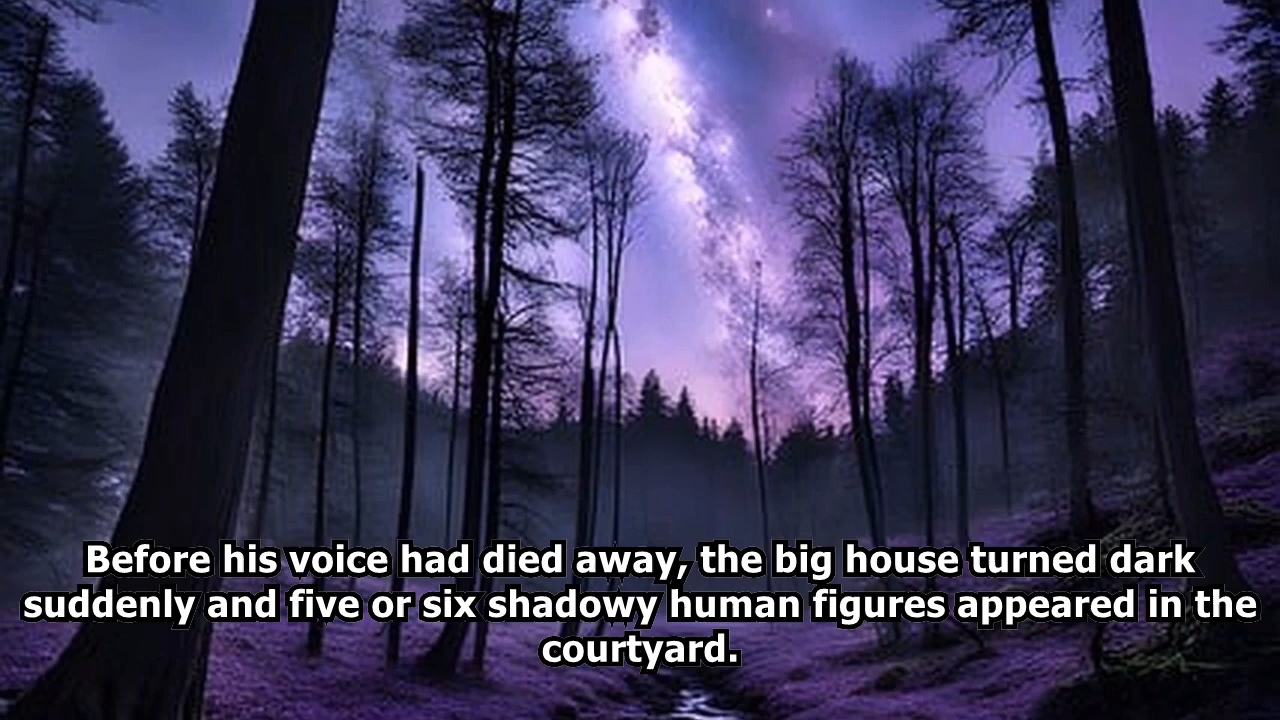 Before his voice had died away, the big house turned dark
suddenly and five or six shadowy human figures appeared in the
courtyard.